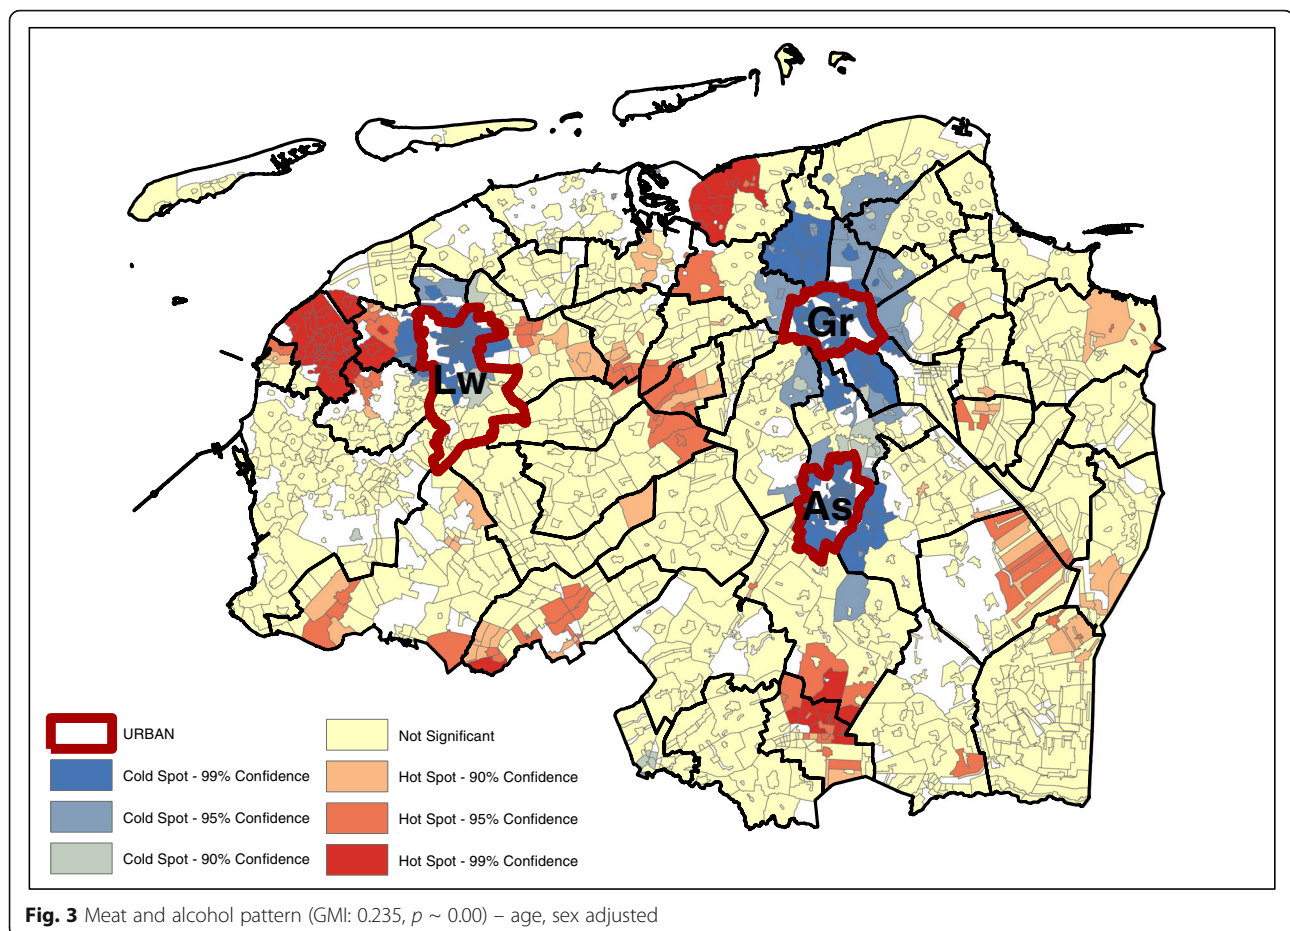 Gr
Lw
As
URBAN
Cold Spot - 99% Confidence
Cold Spot - 95% Confidence
Cold Spot - 90% Confidence
Not Significant
Hot Spot - 90% Confidence
Hot Spot - 95% Confidence
Hot Spot - 99% Confidence
Fig. 3 Meat and alcohol pattern (GMI: 0.235, p ~ 0.00) – age, sex adjusted